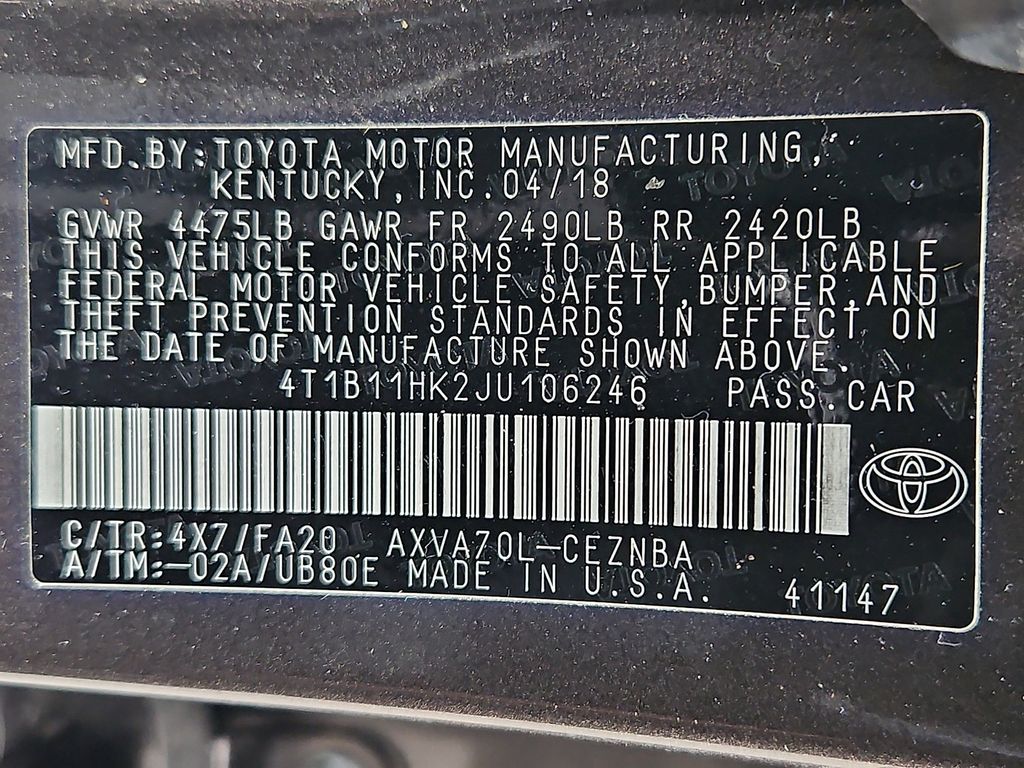 MFD.BY:TOYOTA MOTOR MANUFACTURING,
KENTUCKY,INC.04/18
GVWR 4475LB GAWR FR 2490LB RR 2420LB
THIS VEHICLE CONFORMS TO ALL APPLICABLE
FEDERAL MOTOR VEHICLE SAFETY,BUMPER,AND
THEFT PREVENTION STANDARDS IN EFFECT ON
THE DATE OF MANUFACTURE SHOWN ABOVE.
4T1B11HK2JU106246 PASS.CAR
C/TR:4X7/FA20 AXVA70L-CEZNBA
A/TM:-02A/UB80E MADE IN U.S.A. 41147